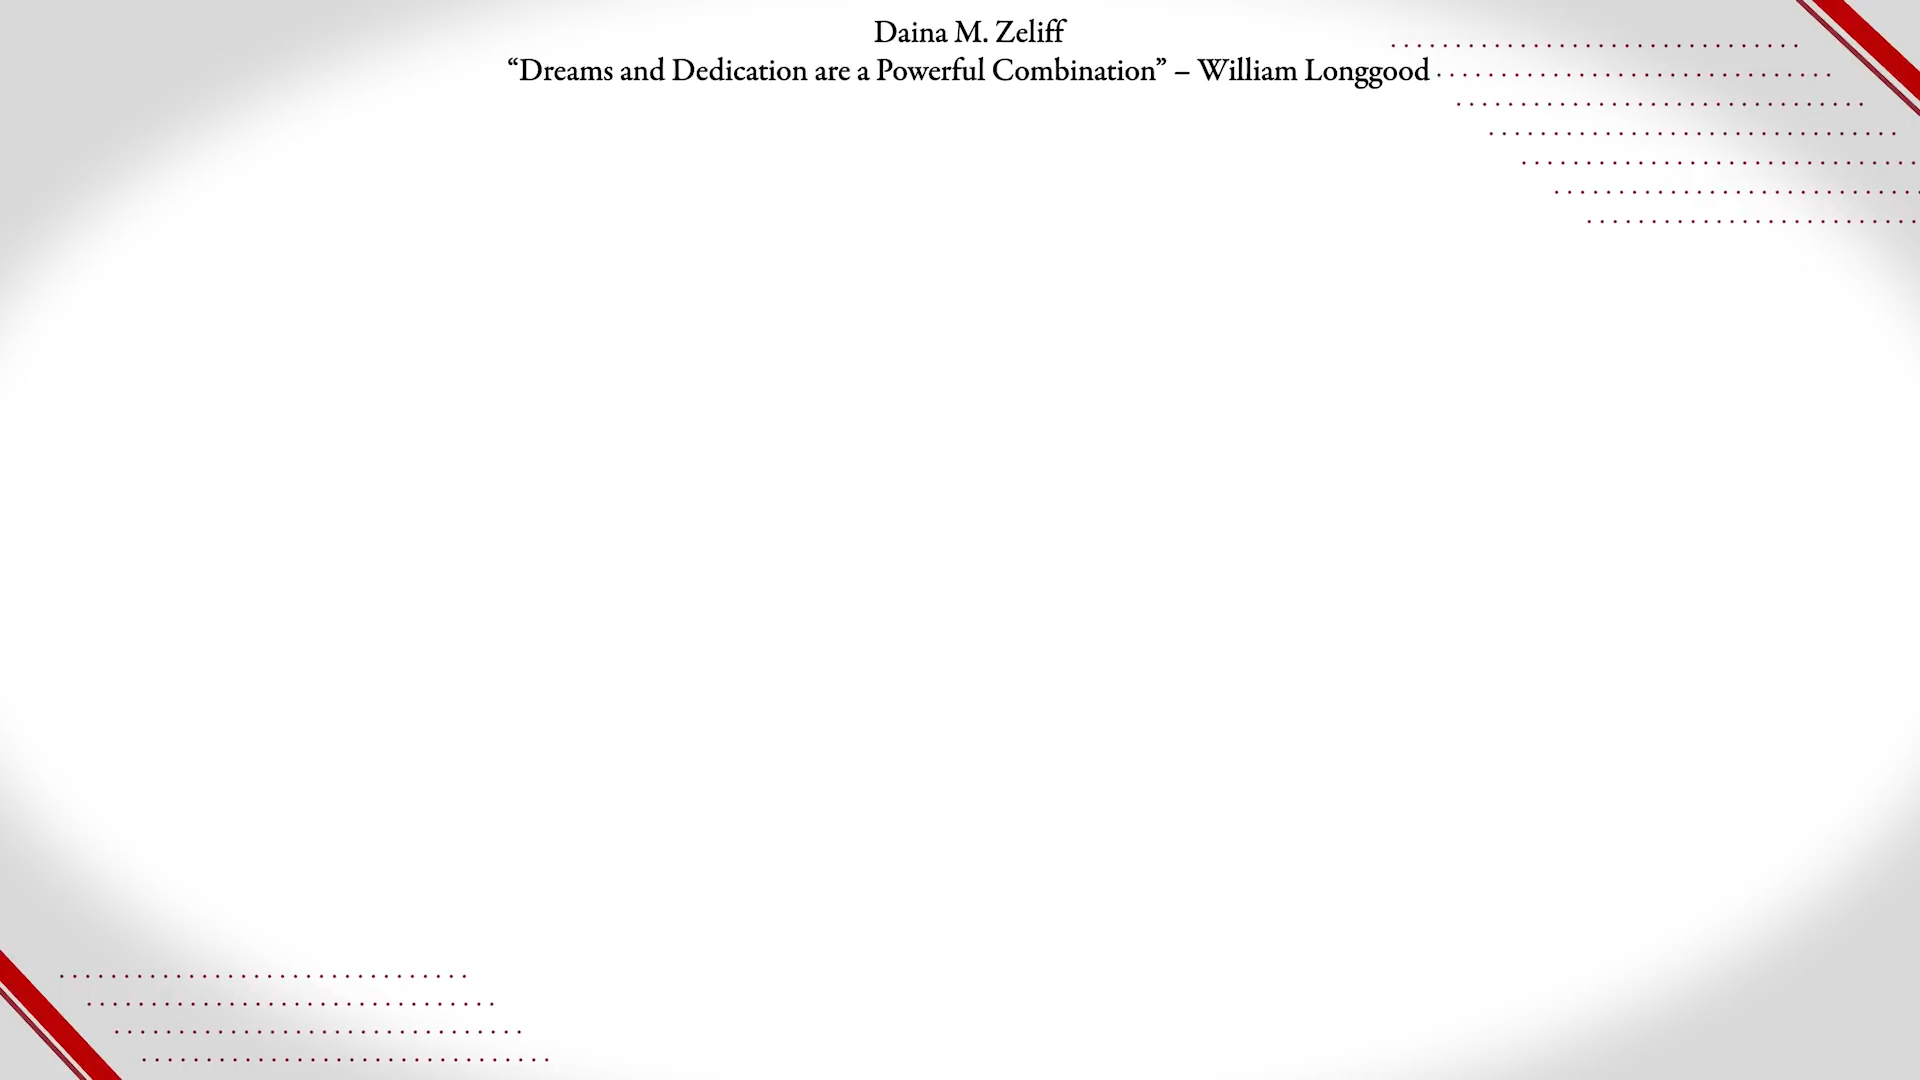 Daina M. Zeliff
“Dreams and Dedication are a Powerful Combination” – William Longgood